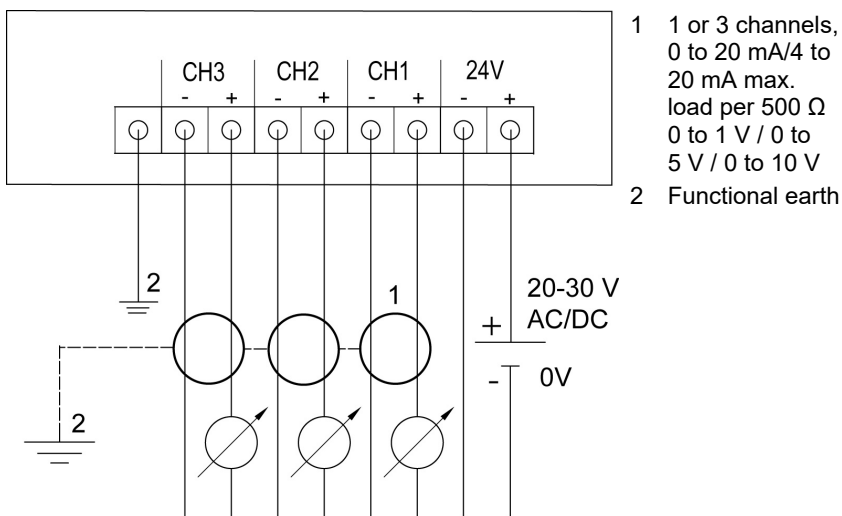 CH3 CH2 CH1 24V
- + - + - + - +
2
1
20-30 V
+ AC/DC
- 0V
2
1 1 or 3 channels,
0 to 20 mA/4 to
20 mA max.
load per 500 Ω
0 to 1 V / 0 to
5 V / 0 to 10 V
2 Functional earth